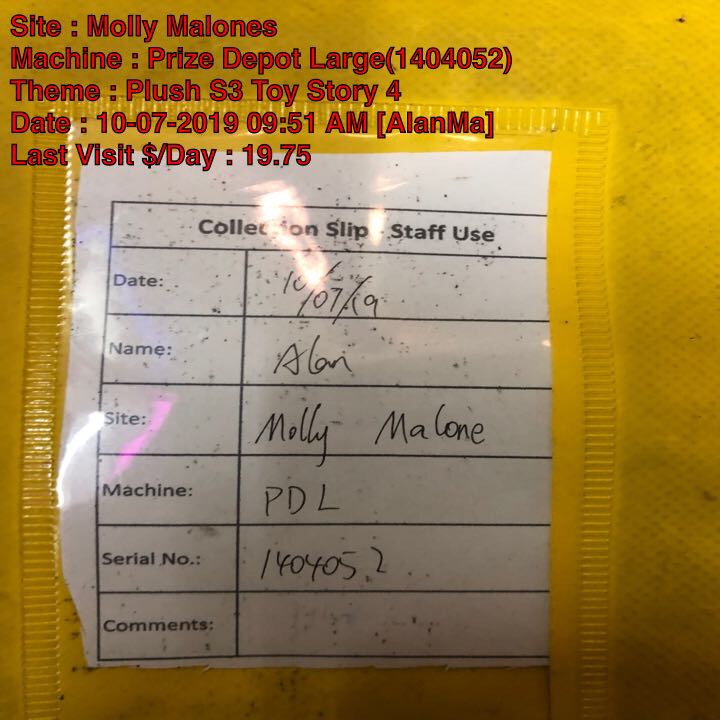 Site : Molly Malones
Machine : Prize Depot Large(1404052)
Theme : Plush S3 Toy Story 4
Date : 10-07-2019 09:51 AM [AlanMa]
Last Visit $/Day : 19.75
Collection Slip - Staff Use
Date: 10/07/19
Name: Alan
Site: Molly Malone
Machine: PDL
Serial No.: 1404052
Comments: